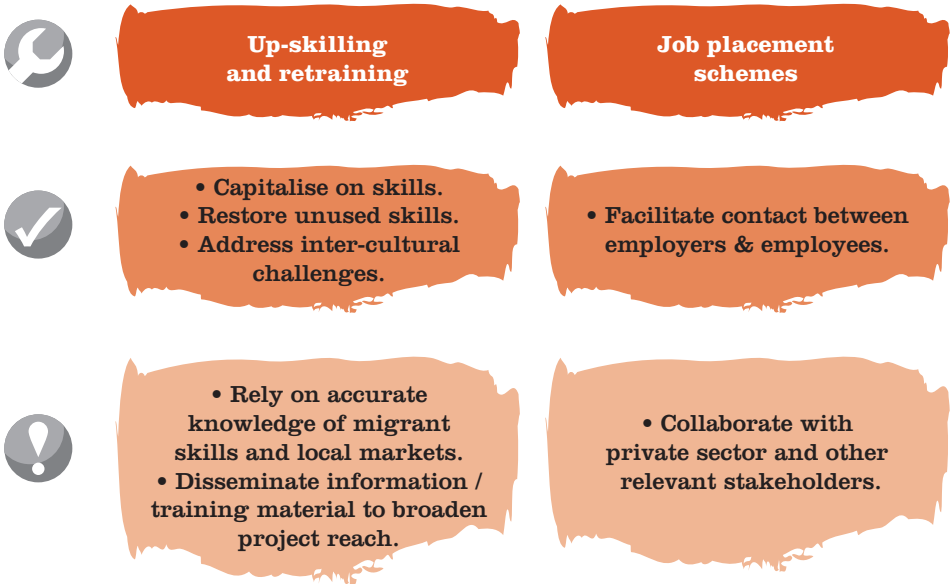 Up-skilling
and retraining
Job placement
schemes
• Capitalise on skills.
• Restore unused skills.
• Address inter-cultural
challenges.
• Facilitate contact between
employers & employees.
• Rely on accurate
knowledge of migrant
skills and local markets.
• Disseminate information /
training material to broaden
project reach.
• Collaborate with
private sector and other
relevant stakeholders.